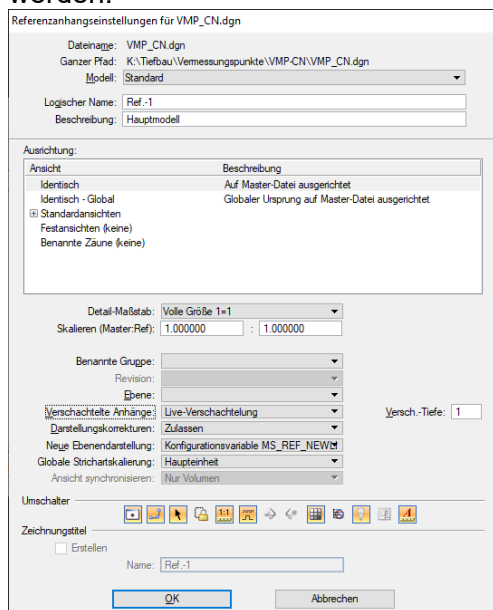 werden.
Referenzanhangseinstellungen für VMP_CN.dgn
Dateiname: VMP_CN.dgn
Ganzer Pfad: K:\Tiefbau\Vermessungspunkte\VMP-CN\VMP_CN.dgn
Modell: Standard
Logischer Name: Ref.-1
Beschreibung: Hauptmodell
Ausrichtung:
Ansicht Beschreibung
Identisch Auf Master-Datei ausgerichtet
Identisch - Global Globaler Ursprung auf Master-Datei ausgerichtet
Standardansichten
Festansichten (keine)
Benannte Zäune (keine)
Detail-Maßstab: Volle Größe 1=1
Skalieren (Master:Ref): 1.000000 : 1.000000
Benannte Gruppe:
Revision:
Ebene:
Verschachtelte Anhänge: Live-Verschachtelung Versch.-Tiefe: 1
Darstellungskorrekturen: Zulassen
Neue Ebenendarstellung: Konfigurationsvariable MS_REF_NEWL
Globale Strichartskalierung: Haupteinheit
Ansicht synchronisieren: Nur Volumen
Umschalter
1:1
Zeichnungstitel
Erstellen
Name: Ref.-1
OK Abbrechen